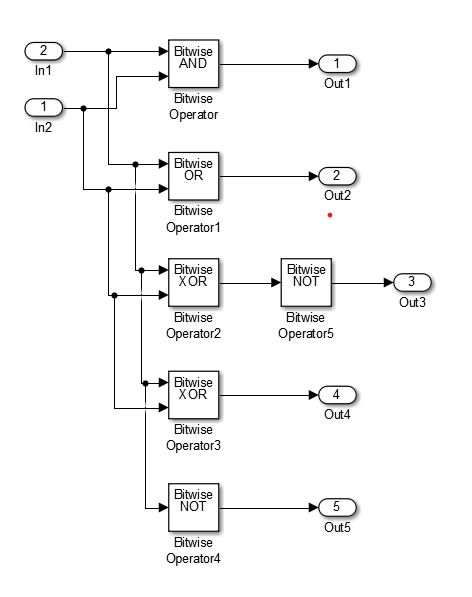 2
In1
1
In2
Bitwise
AND
Bitwise
Operator
1
Out1
Bitwise
OR
Bitwise
Operator1
2
Out2
Bitwise
XOR
Bitwise
Operator2
Bitwise
NOT
Bitwise
Operator5
3
Out3
Bitwise
XOR
Bitwise
Operator3
4
Out4
Bitwise
NOT
Bitwise
Operator4
5
Out5